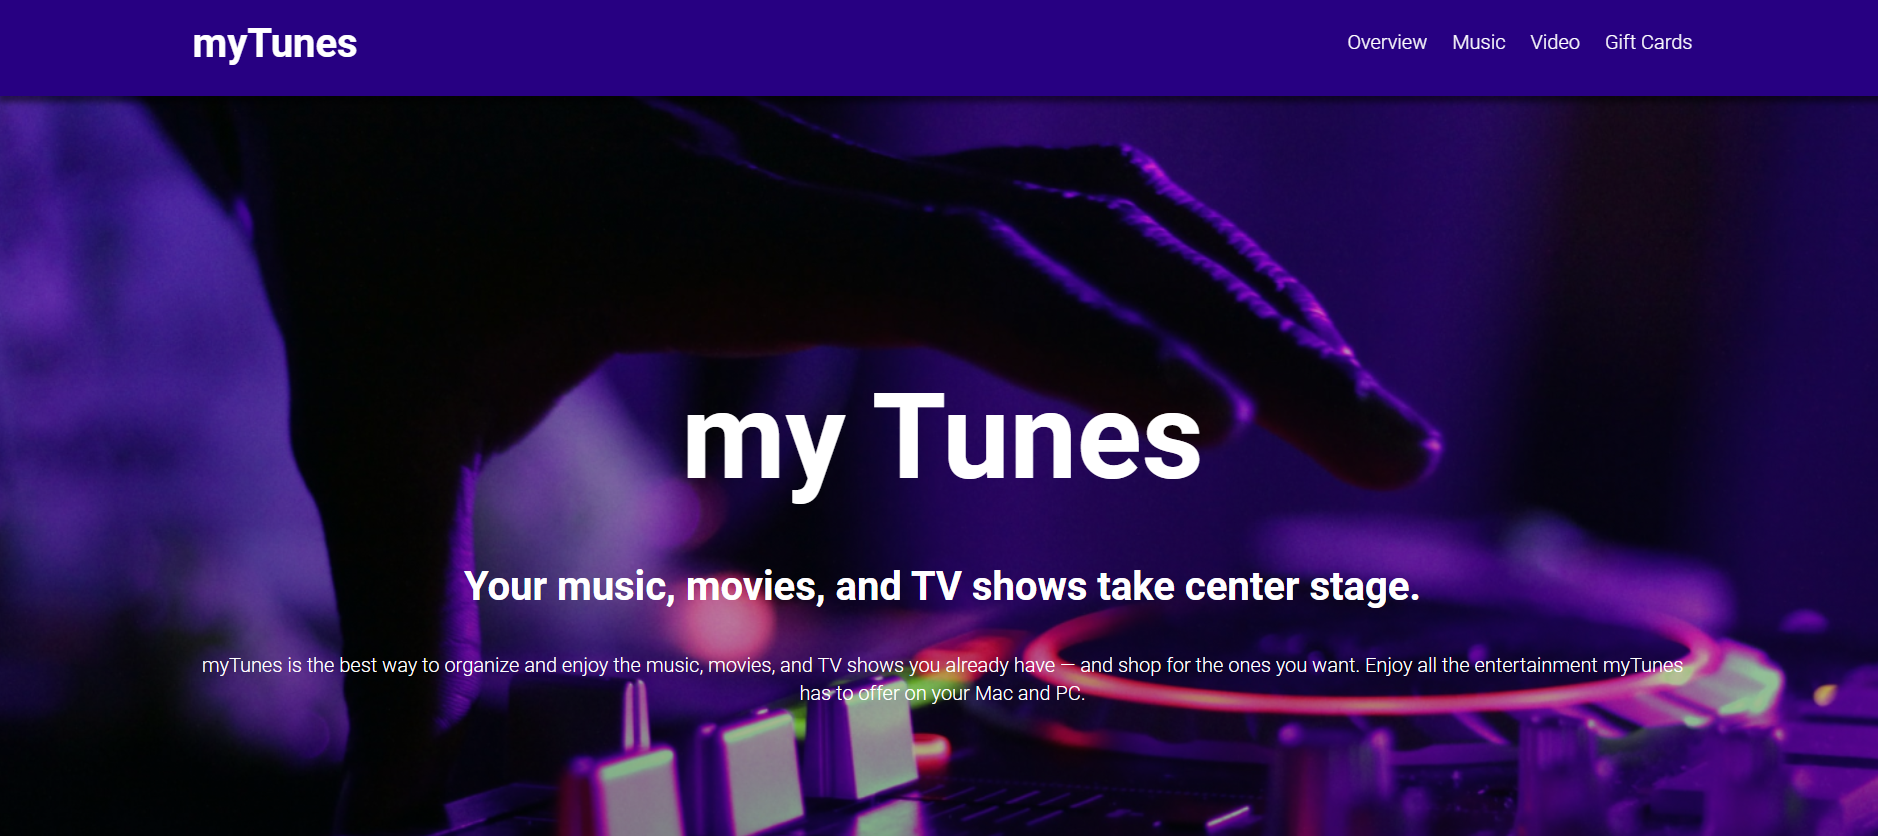 myTunes
Overview Music Video Gift Cards
my Tunes
Your music, movies, and TV shows take center stage.
myTunes is the best way to organize and enjoy the music, movies, and TV shows you already have — and shop for the ones you want. Enjoy all the entertainment myTunes
has to offer on your Mac and PC.